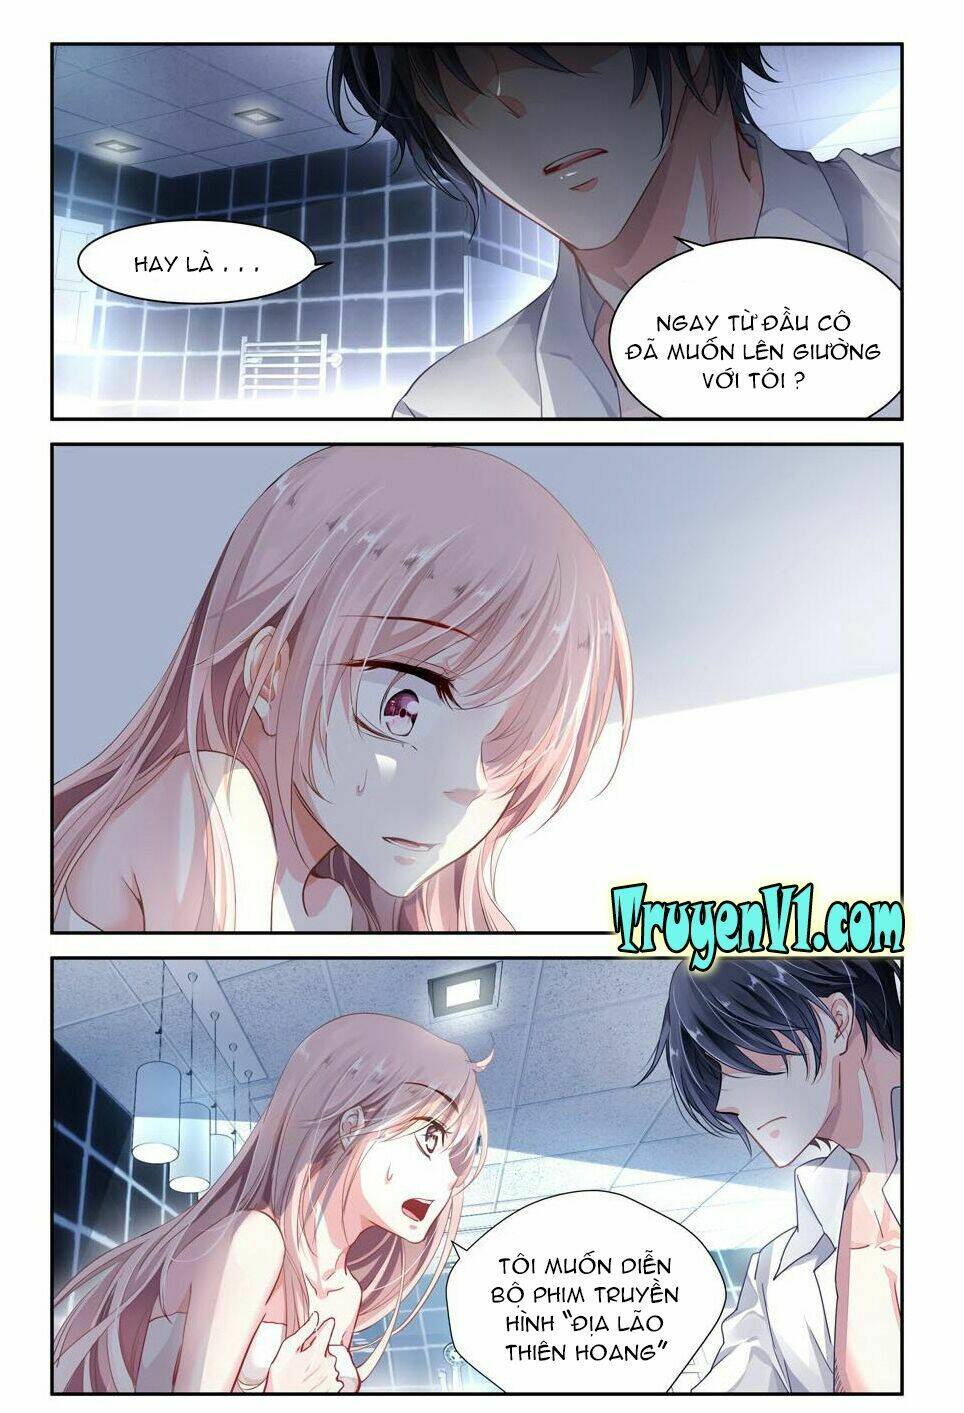 HAY LÀ . . .
NGAY TỪ ĐẦU CÔ
ĐÃ MUỐN LÊN GIƯỜNG
VỚI TÔI ?
TruyenV1.com
TÔI MUỐN DIỄN
BỘ PHIM TRUYỀN
HÌNH "ĐỊA LÃO
THIÊN HOANG"